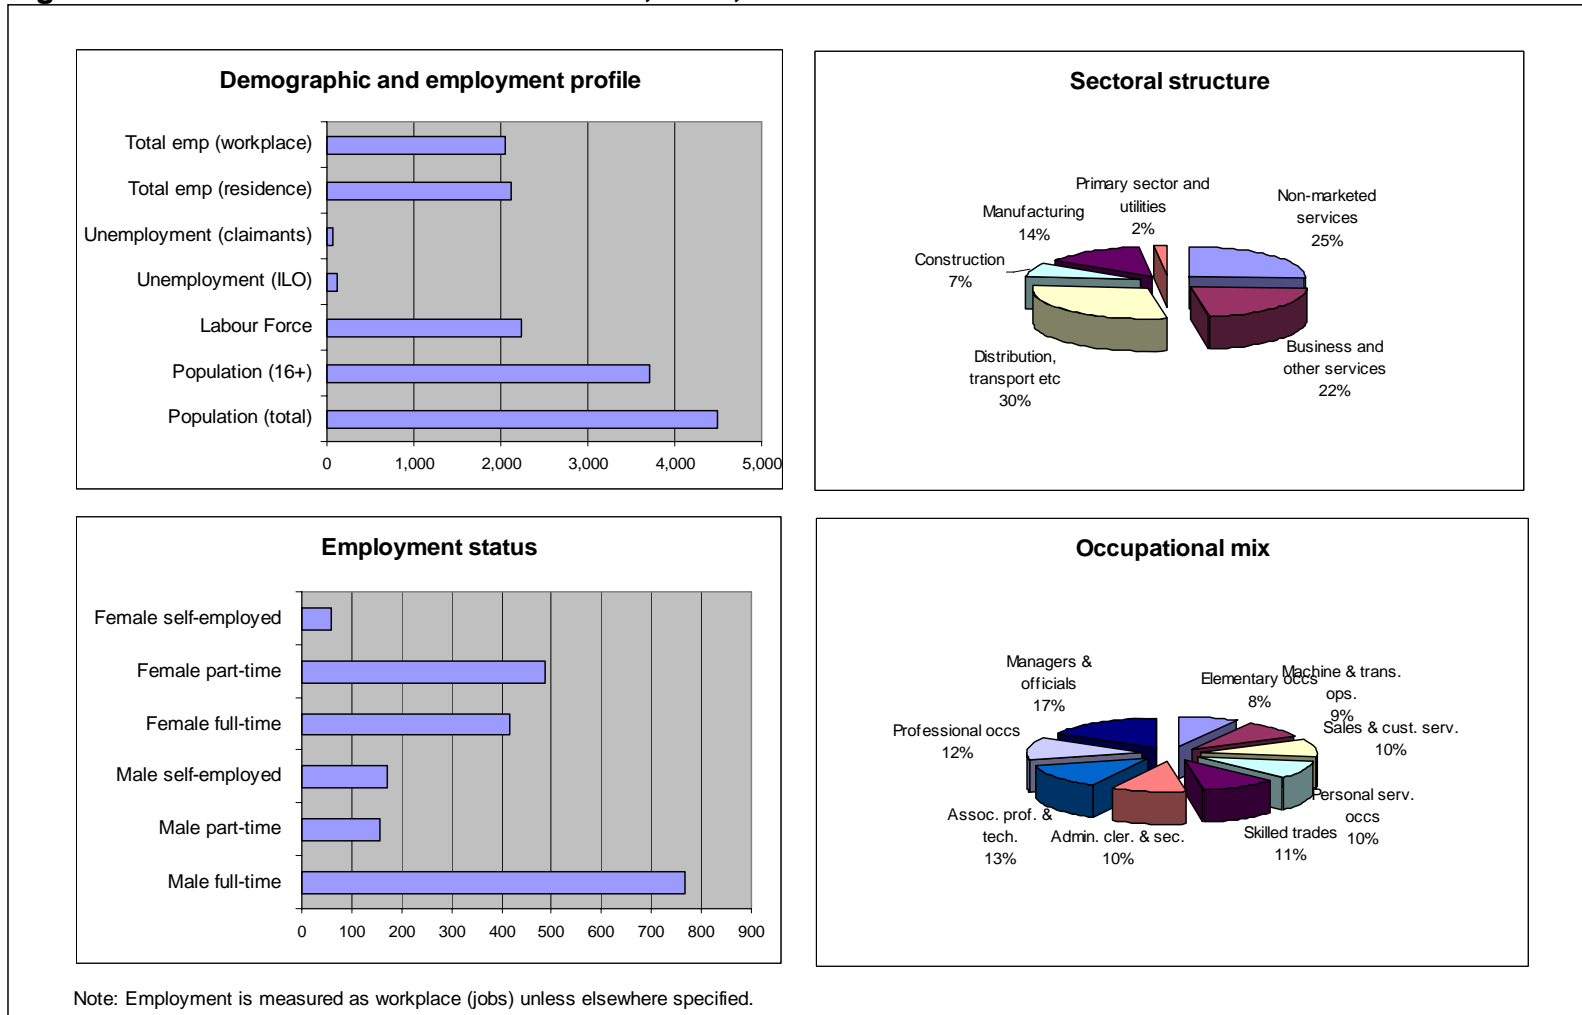 Demographic and employment profile
Total emp (workplace)
Total emp (residence)
Unemployment (claimants)
Unemployment (ILO)
Labour Force
Population (16+)
Population (total)
0 1,000 2,000 3,000 4,000 5,000
Sectoral structure
Primary sector and
utilities
2%
Manufacturing
14%
Construction
7%
Distribution,
transport etc
30%
Non-marketed
services
25%
Business and
other services
22%
Employment status
Female self-employed
Female part-time
Female full-time
Male self-employed
Male part-time
Male full-time
0 100 200 300 400 500 600 700 800 900
Occupational mix
Managers &
officials
17%
Professional occs
12%
Assoc. prof. &
tech.
13%
Admin. cler. & sec.
10%
Elementary occs
8%
Machine & trans.
ops.
9%
Sales & cust. serv.
10%
Personal serv.
occs
10%
Skilled trades
11%
Note: Employment is measured as workplace (jobs) unless elsewhere specified.